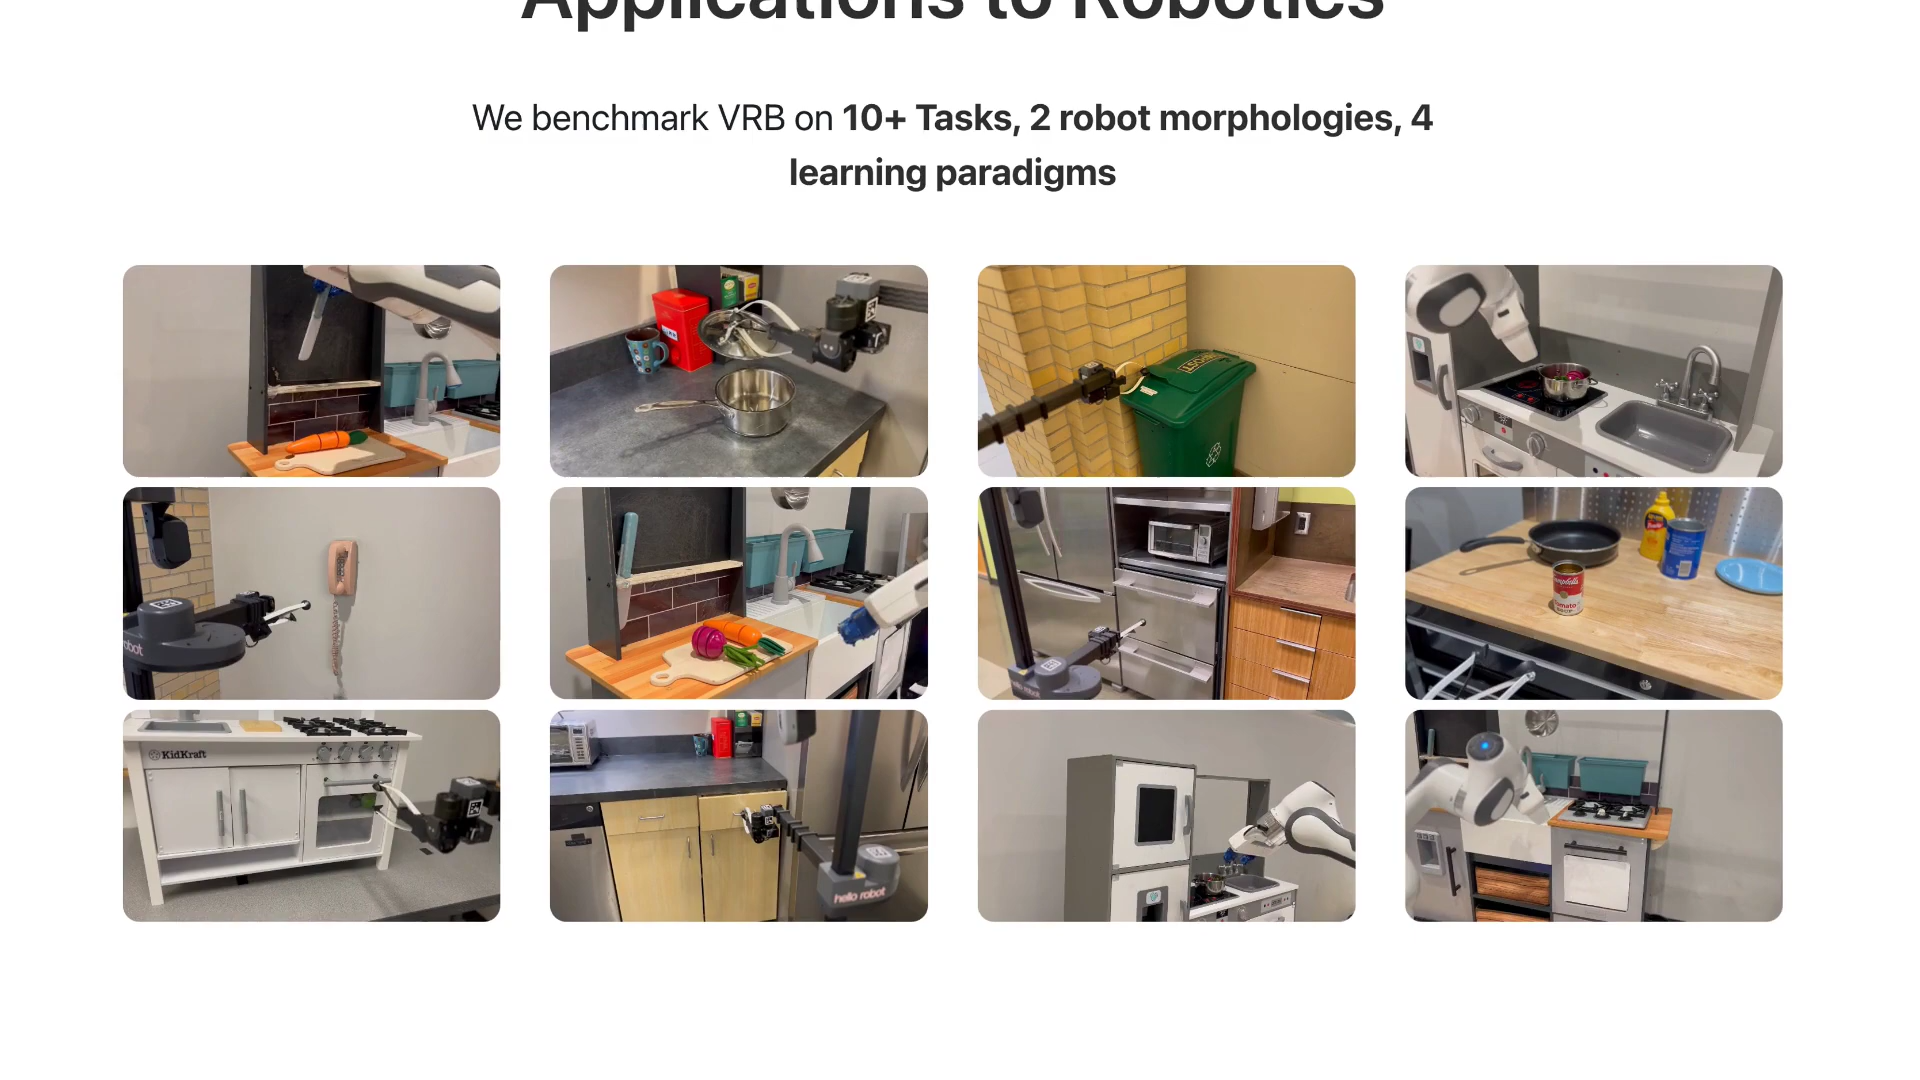 Applications to Robotics
We benchmark VRB on 10+ Tasks, 2 robot morphologies, 4
learning paradigms
KidKraft
hello robot